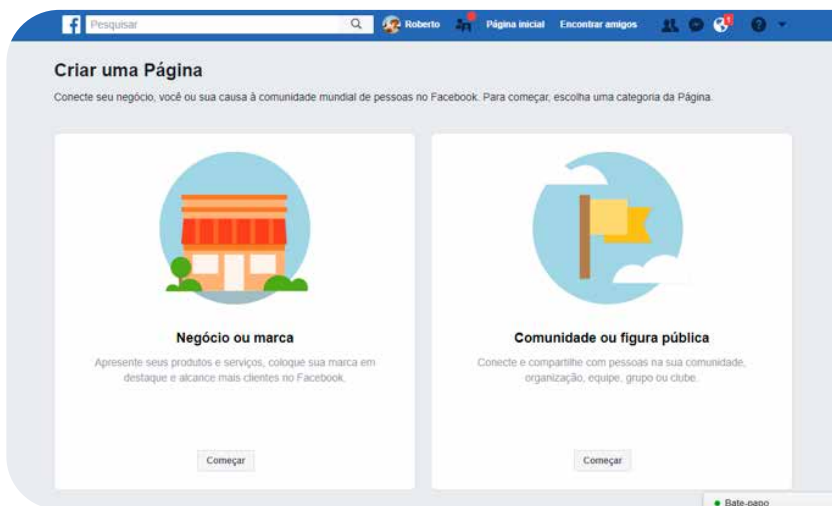 f Pesquisar Roberto Página inicial Encontrar amigos 1 ?
Criar uma Página
Conecte seu negócio, você ou sua causa à comunidade mundial de pessoas no Facebook. Para começar, escolha uma categoria da Página.
Negócio ou marca
Apresente seus produtos e serviços, coloque sua marca em
destaque e alcance mais clientes no Facebook.
Começar
Comunidade ou figura pública
Conecte e compartilhe com pessoas na sua comunidade,
organização, equipe, grupo ou clube.
Começar
Bate-papo